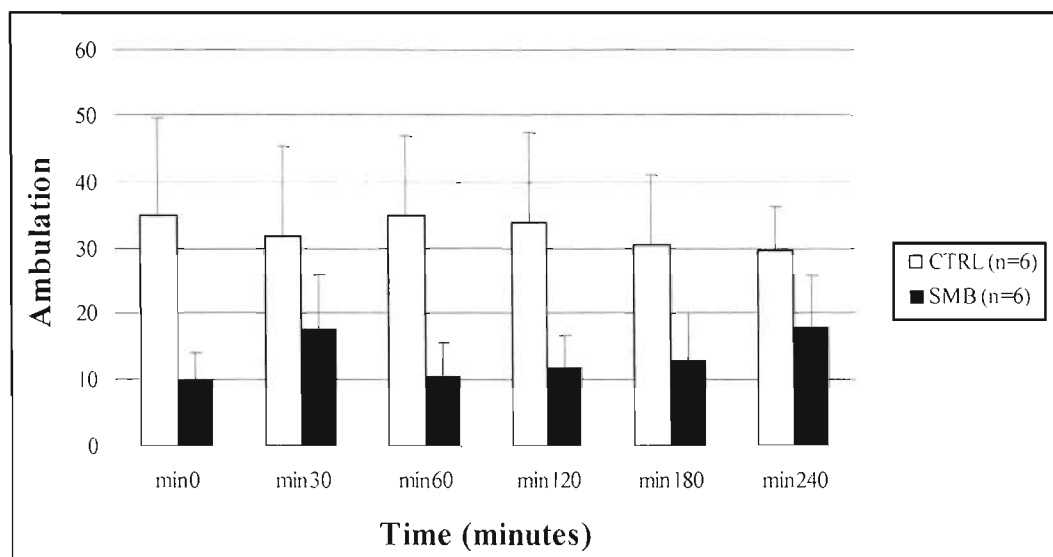 60
50
40
30
20
10
0
Ambulation
min0 min30 min60 min120 min180 min240
Time (minutes)
CTRL (n=6)
SMB (n=6)